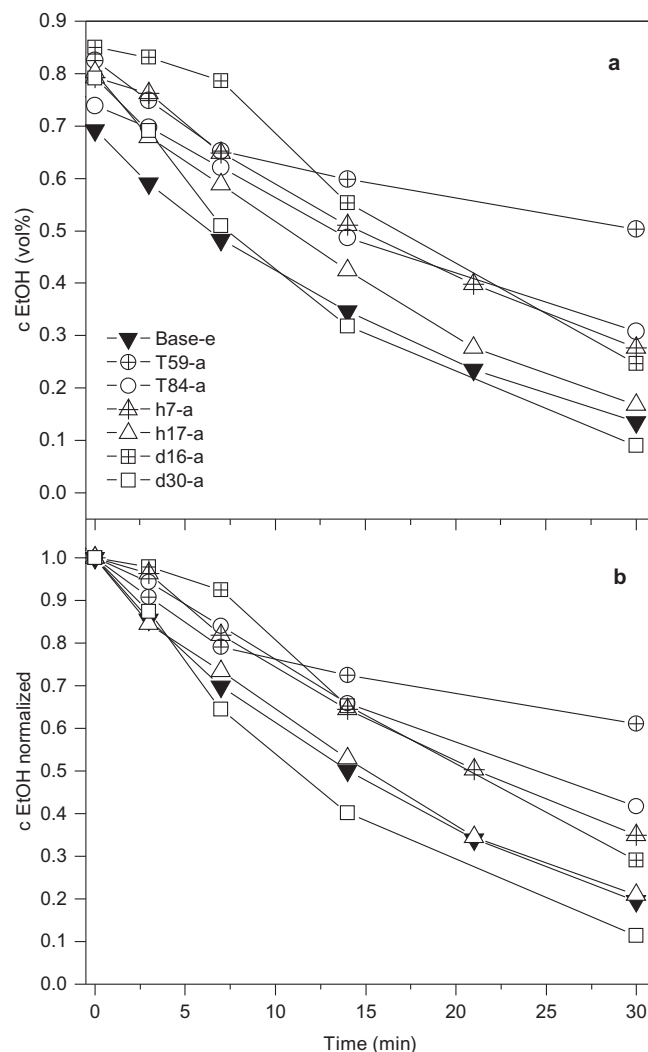 0.9
0.8
0.7
0.6
0.5
0.4
0.3
0.2
0.1
0.0
c EtOH (vol%)
a
Base-e
T59-a
T84-a
h7-a
h17-a
d16-a
d30-a
1.0
0.9
0.8
0.7
0.6
0.5
0.4
0.3
0.2
0.1
0.0
c EtOH normalized
b
0 5 10 15 20 25 30
Time (min)